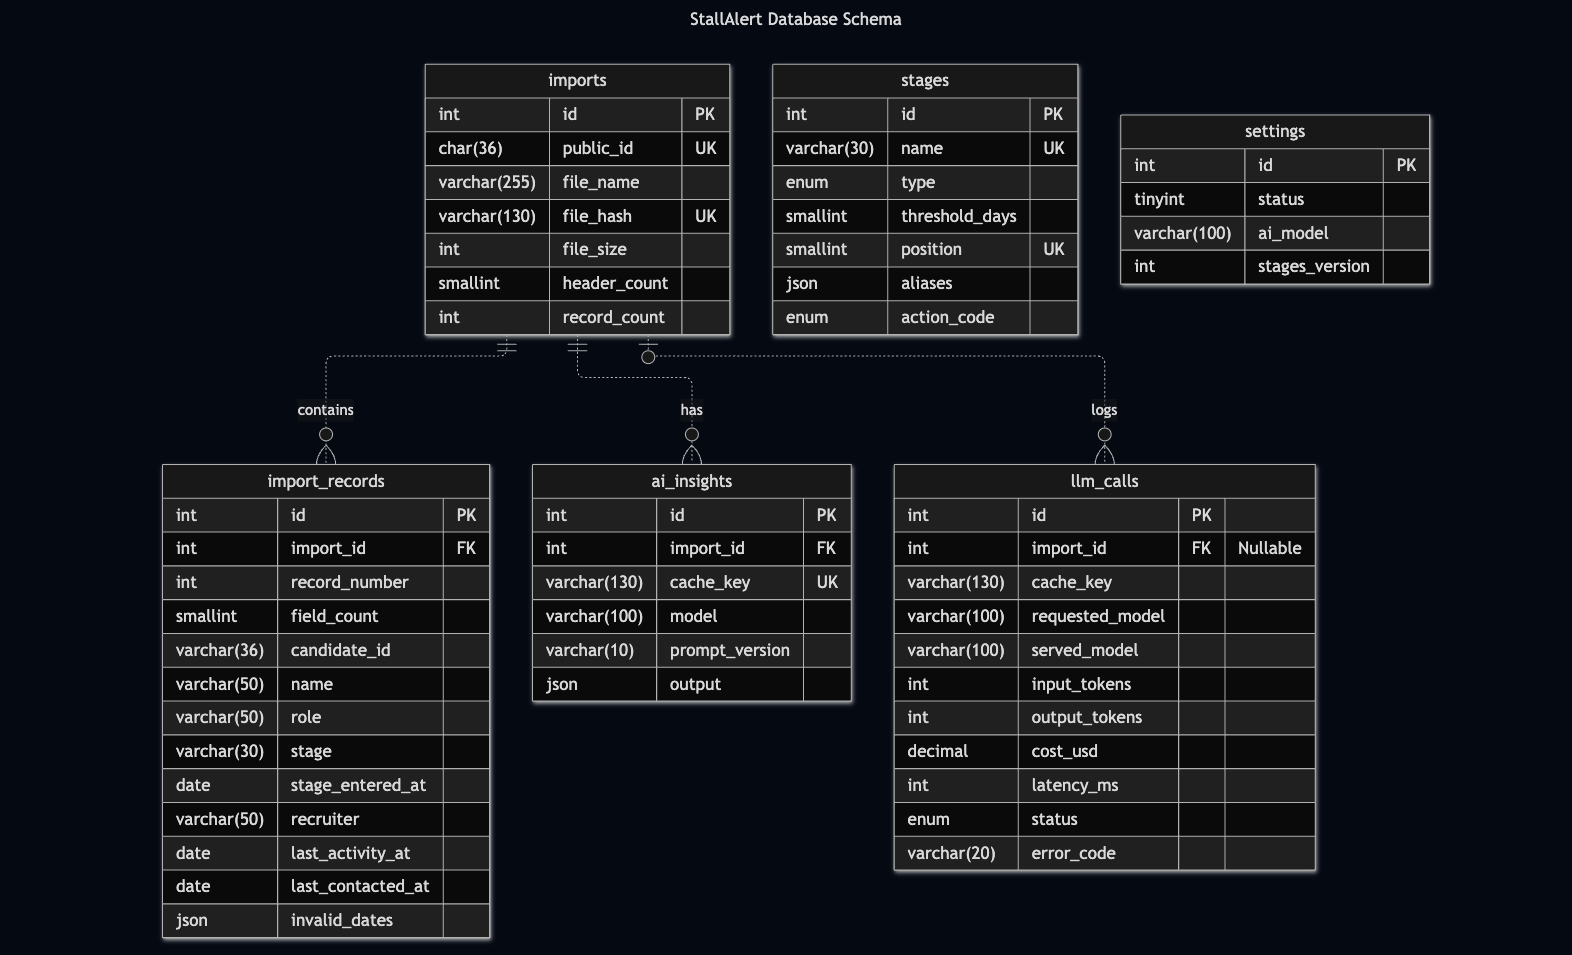 StallAlert Database Schema
imports
int id PK
char(36) public_id UK
varchar(255) file_name
varchar(130) file_hash UK
int file_size
smallint header_count
int record_count
stages
int id PK
varchar(30) name UK
enum type
smallint threshold_days
smallint position UK
json aliases
enum action_code
settings
int id PK
tinyint status
varchar(100) ai_model
int stages_version
contains
has
logs
import_records
int id PK
int import_id FK
int record_number
smallint field_count
varchar(36) candidate_id
varchar(50) name
varchar(50) role
varchar(30) stage
date stage_entered_at
varchar(50) recruiter
date last_activity_at
date last_contacted_at
json invalid_dates
ai_insights
int id PK
int import_id FK
varchar(130) cache_key UK
varchar(100) model
varchar(10) prompt_version
json output
llm_calls
int id PK
int import_id FK Nullable
varchar(130) cache_key
varchar(100) requested_model
varchar(100) served_model
int input_tokens
int output_tokens
decimal cost_usd
int latency_ms
enum status
varchar(20) error_code